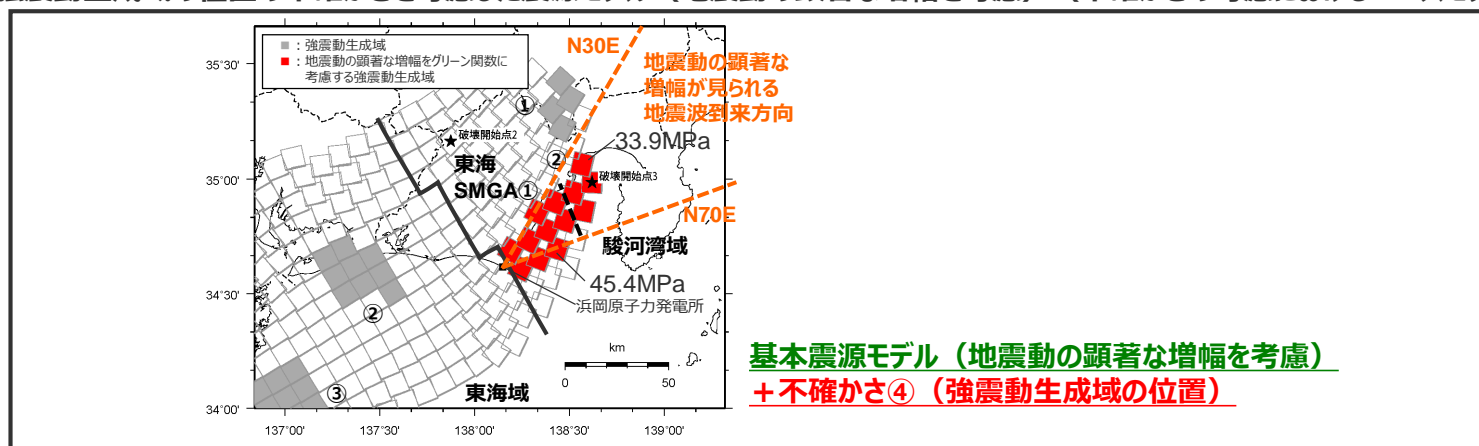 ■：強震動生成域
■：地震動の顕著な増幅をグリーン関数に
考慮する強震動生成域
N30E
地震動の顕著な
増幅が見られる
地震波到来方向
35°30'
①
★破壊開始点2
33.9MPa
②
東海
SMGA①
★破壊開始点3
35°00'
N70E
駿河湾域
45.4MPa
浜岡原子力発電所
34°30'
②
km
0 50
③
東海域
34°00'
137°00' 137°30' 138°00' 138°30' 139°00'
基本震源モデル（地震動の顕著な増幅を考慮）
＋不確かさ④（強震動生成域の位置）